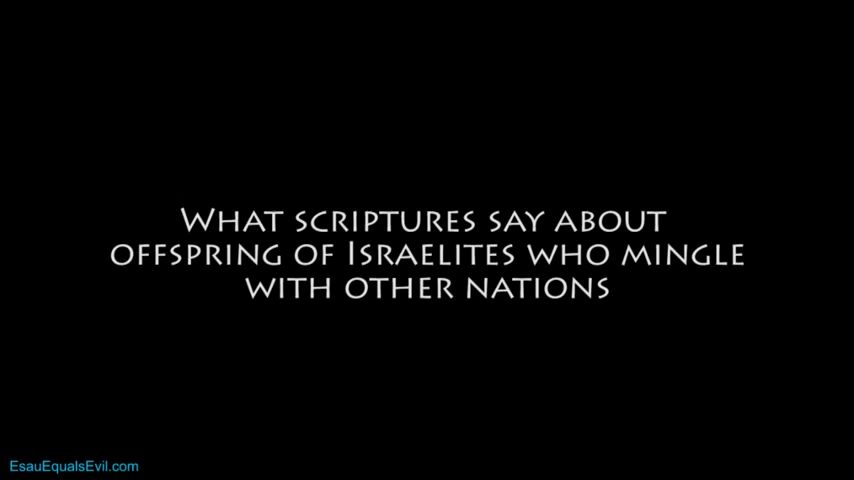 What scriptures say about
offspring of Israelites who mingle
with other nations
EsauEqualsEvil.com